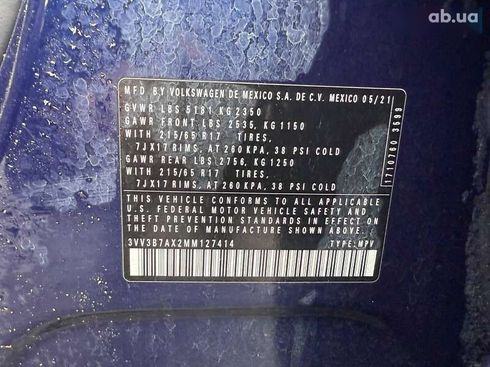 ab.ua
MFD. BY VOLKSWAGEN DE MEXICO S.A. DE C.V. MEXICO 05/21
GVWR LBS 5181 KG 2350
GAWR FRONT LBS 2535, KG 1150
WITH 215/65 R17 TIRES,
7JX17 RIMS, AT 260 KPA, 38 PSI COLD
GAWR REAR LBS 2756, KG 1250
WITH 215/65 R17 TIRES,
7JX17 RIMS, AT 260 KPA, 38 PSI COLD
THIS VEHICLE CONFORMS TO ALL APPLICABLE
U.S. FEDERAL MOTOR VEHICLE SAFETY
STANDARDS IN EFFECT ON
THE DATE OF MANUFACTURE SHOWN ABOVE.
3VV3B7AX2MM127414 TYPE: MPV
1710760 3599